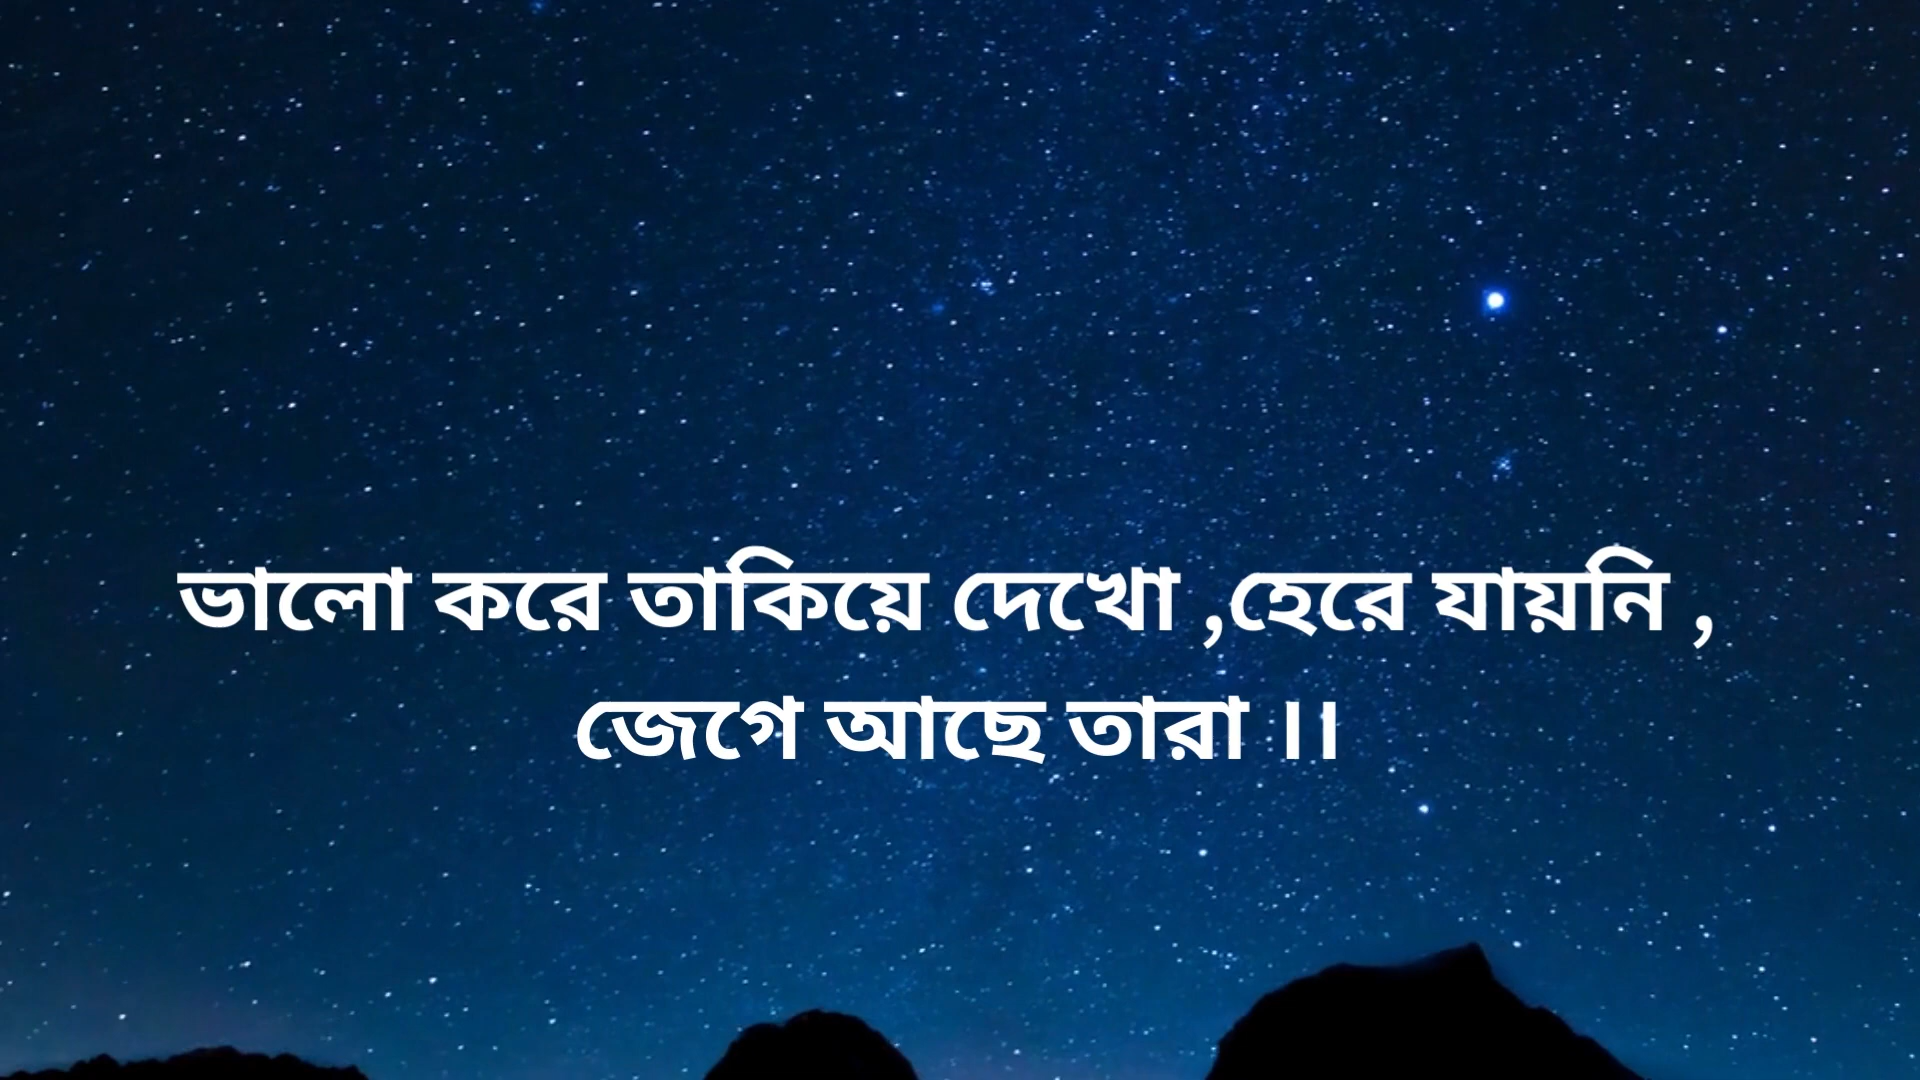 ভালো করে তাকিয়ে দেখো ,হেরে যায়নি ,
জেগে আছে তারা ।।